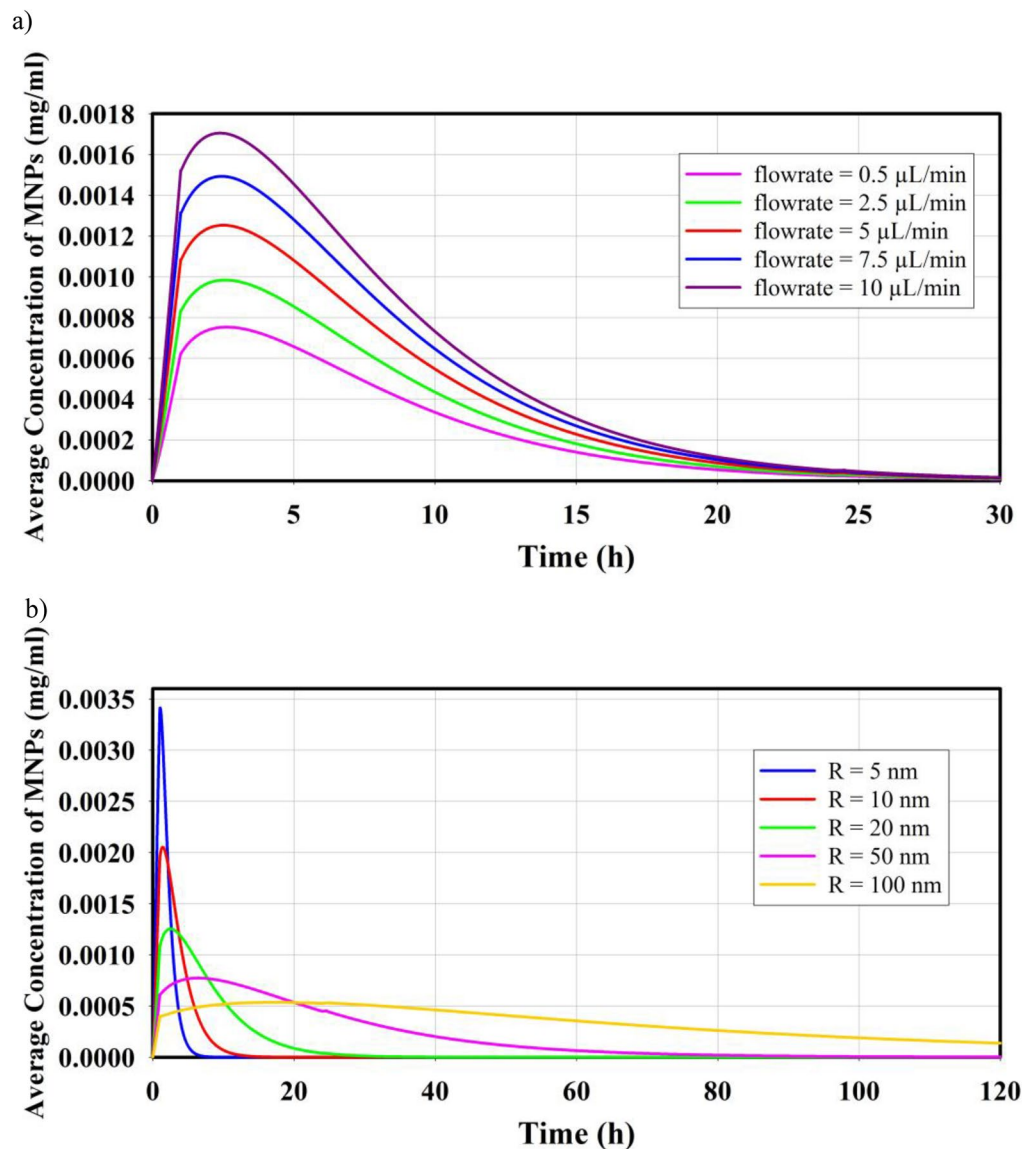 a)
Average Concentration of MNPs (mg/ml)
0.0018
0.0016
0.0014
0.0012
0.0010
0.0008
0.0006
0.0004
0.0002
0.0000
flowrate = 0.5 µL/min
flowrate = 2.5 µL/min
flowrate = 5 µL/min
flowrate = 7.5 µL/min
flowrate = 10 µL/min
0 5 10 15 20 25 30
Time (h)
b)
Average Concentration of MNPs (mg/ml)
0.0035
0.0030
0.0025
0.0020
0.0015
0.0010
0.0005
0.0000
R = 5 nm
R = 10 nm
R = 20 nm
R = 50 nm
R = 100 nm
0 20 40 60 80 100 120
Time (h)